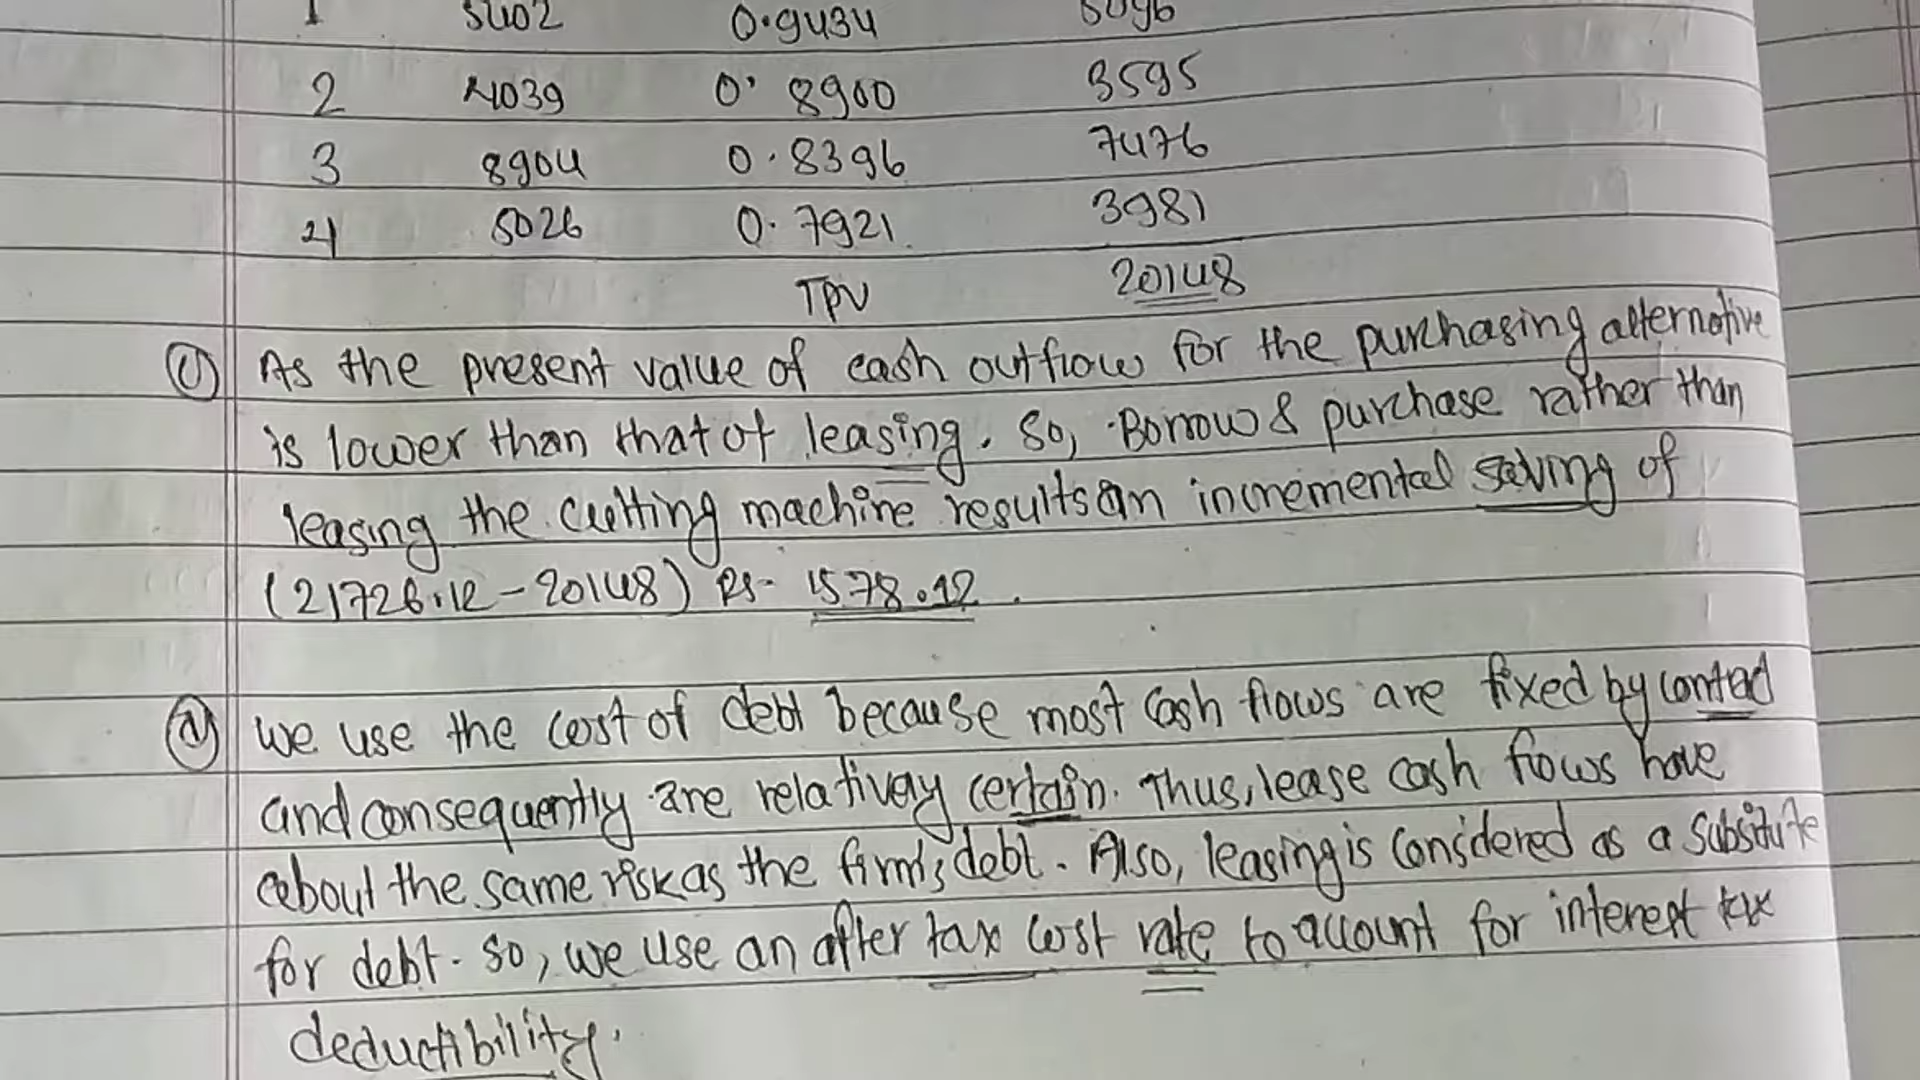 1 5402 0.9434 5096
2 4039 0.8900 3595
3 8904 0.8396 7476
4 5026 0.7921 3981
TPV 20148
As the present value of cash outflow for the purchasing alternative
is lower than that of leasing. So, Borrow & purchase rather than
leasing the cutting machine results an incremental saving of
(21726.12 - 20148) Rs- 1578.12.
We use the cost of debt because most cash flows are fixed by
and consequently are relativey certain. Thus, lease cash flows have
about the same risk as the firm's debt. Also, leasing is considered as a substitute
for debt. So, we use an after tax cost rate to account for interest tax
deductibility.